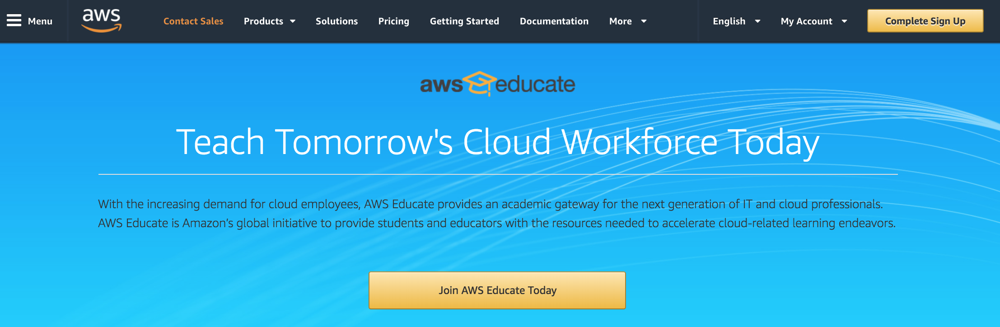 Menu
aws
Contact Sales
Products
Solutions
Pricing
Getting Started
Documentation
More
English
My Account
Complete Sign Up
aws educate
Teach Tomorrow's Cloud Workforce Today
With the increasing demand for cloud employees, AWS Educate provides an academic gateway for the next generation of IT and cloud professionals.
AWS Educate is Amazon’s global initiative to provide students and educators with the resources needed to accelerate cloud-related learning endeavors.
Join AWS Educate Today